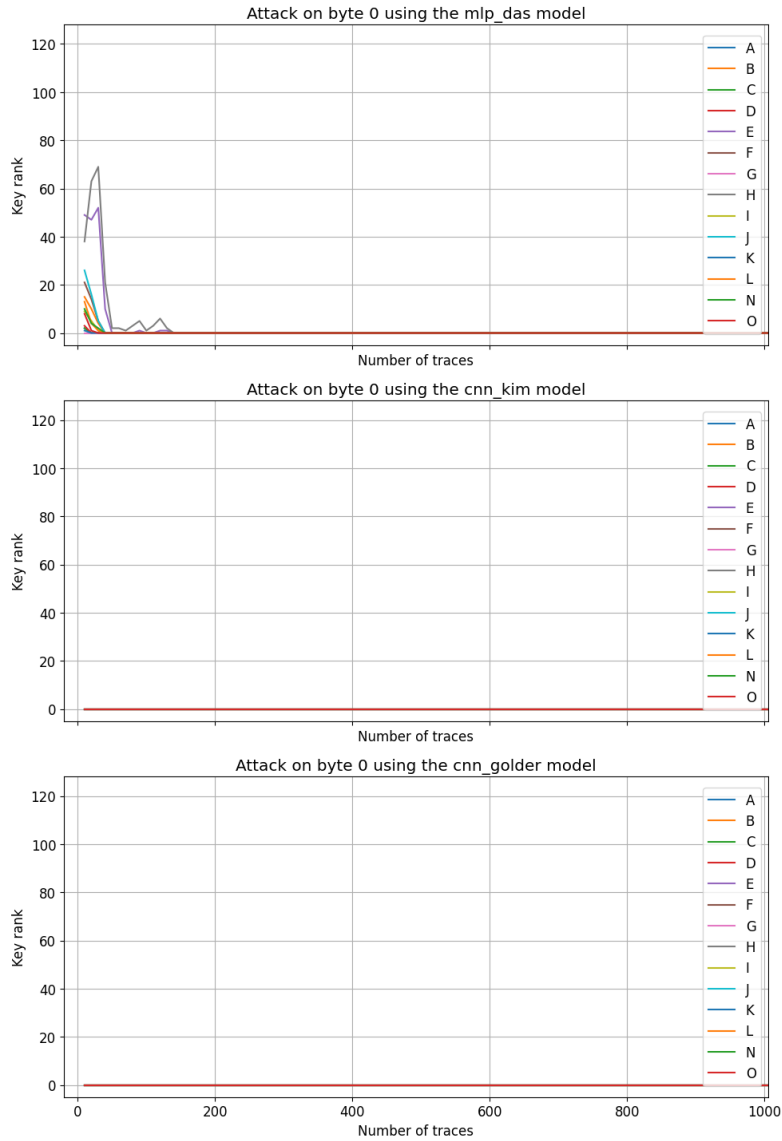 Attack on byte 0 using the mlp_das model
120
100
80
60
40
20
0
Key rank
A
B
C
D
E
F
G
H
I
J
K
L
N
O
Number of traces
Attack on byte 0 using the cnn_kim model
120
100
80
60
40
20
0
Key rank
A
B
C
D
E
F
G
H
I
J
K
L
N
O
Number of traces
Attack on byte 0 using the cnn_golder model
120
100
80
60
40
20
0
Key rank
A
B
C
D
E
F
G
H
I
J
K
L
N
O
0 200 400 600 800 1000
Number of traces